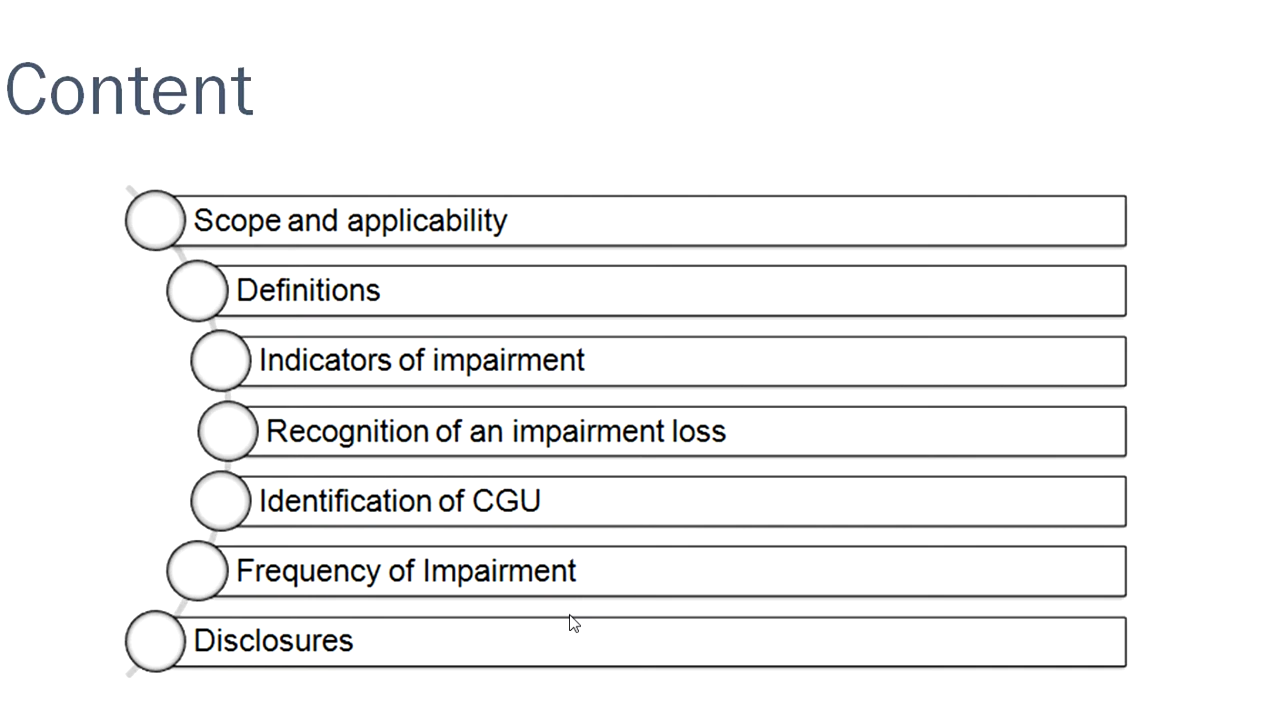 Content
Scope and applicability
Definitions
Indicators of impairment
Recognition of an impairment loss
Identification of CGU
Frequency of Impairment
Disclosures